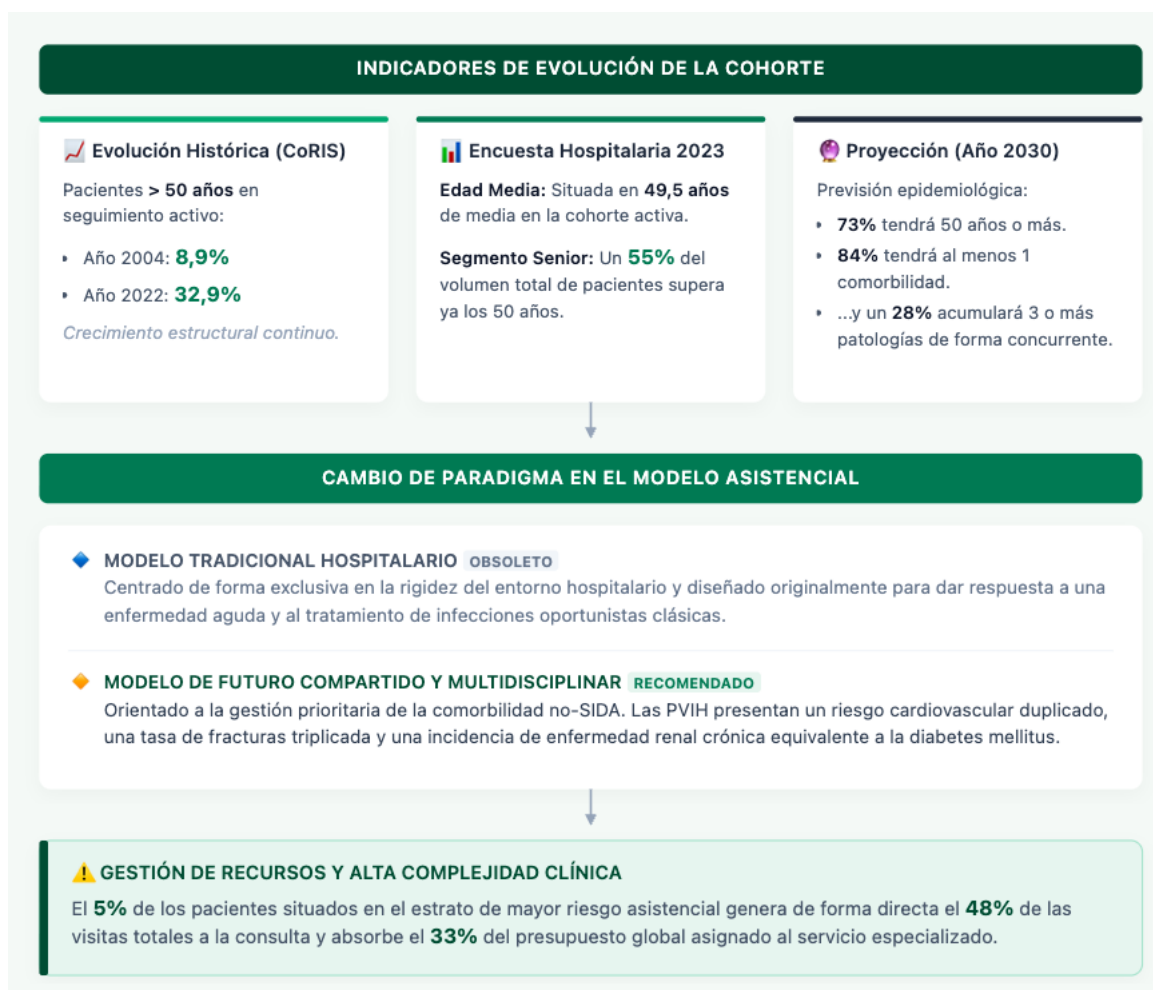 INDICADORES DE EVOLUCIÓN DE LA COHORTE
Evolución Histórica (CoRIS)
Pacientes > 50 años en
seguimiento activo:
• Año 2004: 8,9%
• Año 2022: 32,9%
Crecimiento estructural continuo.
Encuesta Hospitalaria 2023
Edad Media: Situada en 49,5 años
de media en la cohorte activa.
Segmento Senior: Un 55% del
volumen total de pacientes supera
ya los 50 años.
Proyección (Año 2030)
Previsión epidemiológica:
• 73% tendrá 50 años o más.
• 84% tendrá al menos 1
comorbilidad.
• ...y un 28% acumulará 3 o más
patologías de forma concurrente.
CAMBIO DE PARADIGMA EN EL MODELO ASISTENCIAL
MODELO TRADICIONAL HOSPITALARIO OBSOLETO
Centrado de forma exclusiva en la rigidez del entorno hospitalario y diseñado originalmente para dar respuesta a una
enfermedad aguda y al tratamiento de infecciones oportunistas clásicas.
MODELO DE FUTURO COMPARTIDO Y MULTIDISCIPLINAR RECOMENDADO
Orientado a la gestión prioritaria de la comorbilidad no-SIDA. Las PVIH presentan un riesgo cardiovascular duplicado,
una tasa de fracturas triplicada y una incidencia de enfermedad renal crónica equivalente a la diabetes mellitus.
GESTIÓN DE RECURSOS Y ALTA COMPLEJIDAD CLÍNICA
El 5% de los pacientes situados en el estrato de mayor riesgo asistencial genera de forma directa el 48% de las
visitas totales a la consulta y absorbe el 33% del presupuesto global asignado al servicio especializado.